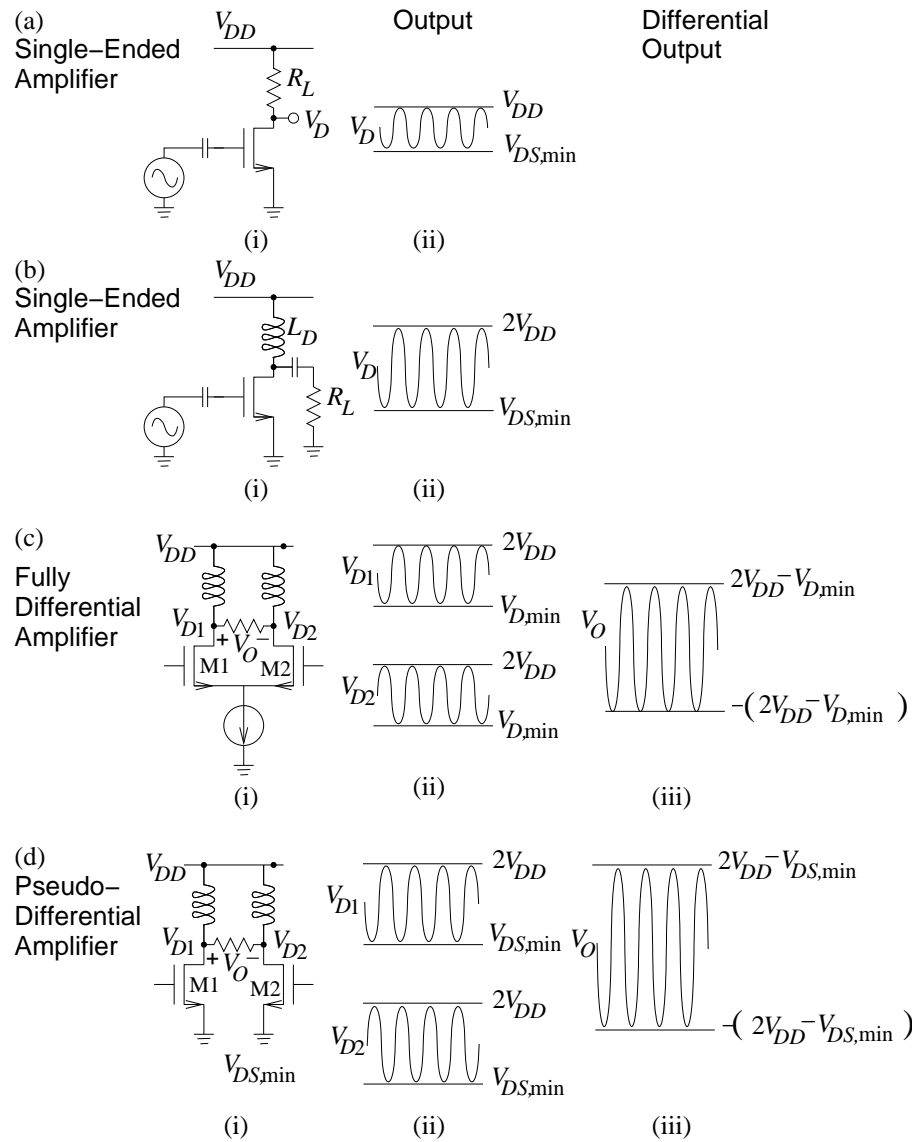 (a)
Single−Ended
Amplifier
V_DD
R_L
V_D
(i)
Output
V_D
V_DD
V_DS,min
(ii)
Differential
Output
(b)
Single−Ended
Amplifier
V_DD
L_D
R_L
(i)
V_D
2V_DD
V_DS,min
(ii)
(c)
Fully
Differential
Amplifier
V_DD
V_D1
V_D2
+ V_O −
M1
M2
(i)
V_D1
2V_DD
V_D,min
V_D2
2V_DD
V_D,min
(ii)
V_O
2V_DD − V_D,min
−(2V_DD − V_D,min)
(iii)
(d)
Pseudo−
Differential
Amplifier
V_DD
V_D1
V_D2
+ V_O −
M1
M2
V_DS,min
(i)
V_D1
2V_DD
V_DS,min
V_D2
2V_DD
V_DS,min
(ii)
V_O
2V_DD − V_DS,min
−(2V_DD − V_DS,min)
(iii)